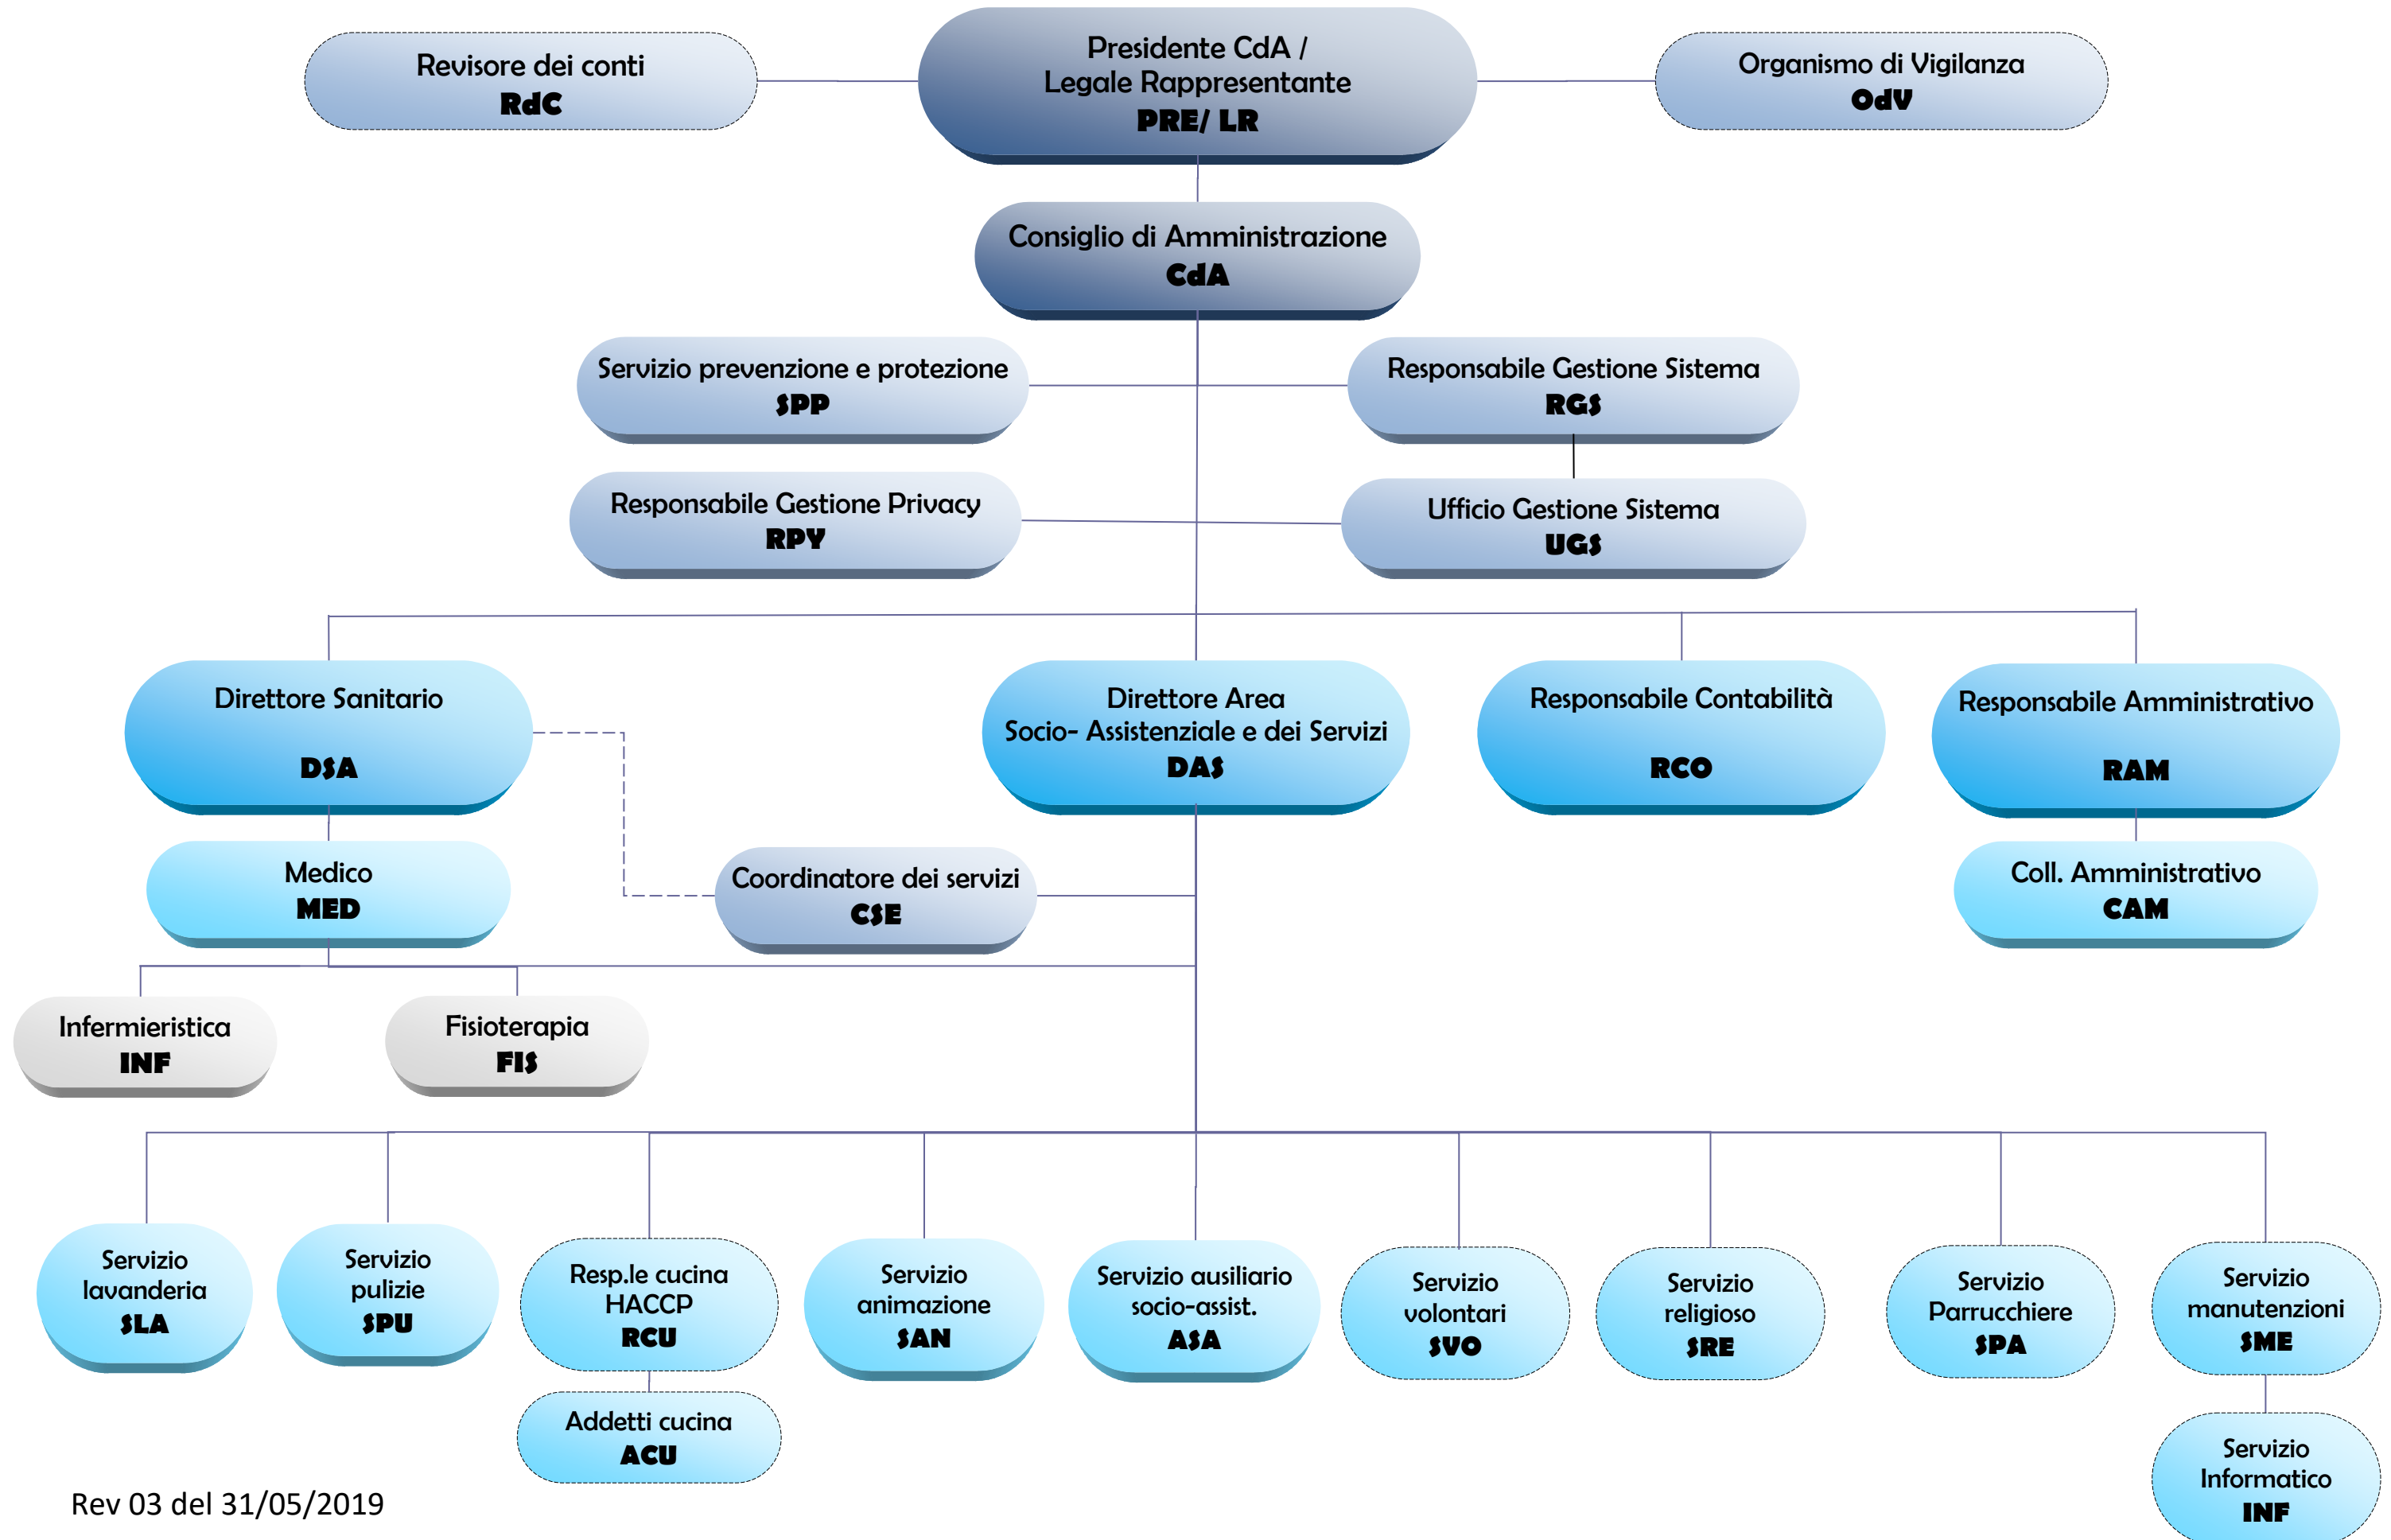 Revisore dei conti
RdC
Presidente CdA /
Legale Rappresentante
PRE/ LR
Organismo di Vigilanza
OdV
Consiglio di Amministrazione
CdA
Servizio prevenzione e protezione
SPP
Responsabile Gestione Sistema
RGS
Responsabile Gestione Privacy
RPY
Ufficio Gestione Sistema
UGS
Direttore Sanitario
DSA
Direttore Area
Socio- Assistenziale e dei Servizi
DAS
Responsabile Contabilità
RCO
Responsabile Amministrativo
RAM
Medico
MED
Coordinatore dei servizi
CSE
Coll. Amministrativo
CAM
Infermieristica
INF
Fisioterapia
FIS
Servizio
lavanderia
SLA
Servizio
pulizie
SPU
Resp.le cucina
HACCP
RCU
Servizio
animazione
SAN
Servizio ausiliario
socio-assist.
ASA
Servizio
volontari
SVO
Servizio
religioso
SRE
Servizio
Parrucchiere
SPA
Servizio
manutenzioni
SME
Addetti cucina
ACU
Servizio
Informatico
INF
Rev 03 del 31/05/2019